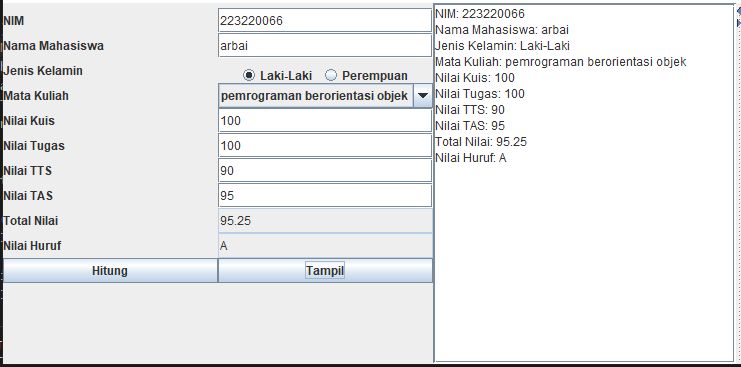 NIM 223220066
Nama Mahasiswa arbai
Jenis Kelamin Laki-Laki Perempuan
Mata Kuliah pemrograman berorientasi objek
Nilai Kuis 100
Nilai Tugas 100
Nilai TTS 90
Nilai TAS 95
Total Nilai 95.25
Nilai Huruf A
Hitung Tampil
NIM: 223220066
Nama Mahasiswa: arbai
Jenis Kelamin: Laki-Laki
Mata Kuliah: pemrograman berorientasi objek
Nilai Kuis: 100
Nilai Tugas: 100
Nilai TTS: 90
Nilai TAS: 95
Total Nilai: 95.25
Nilai Huruf: A